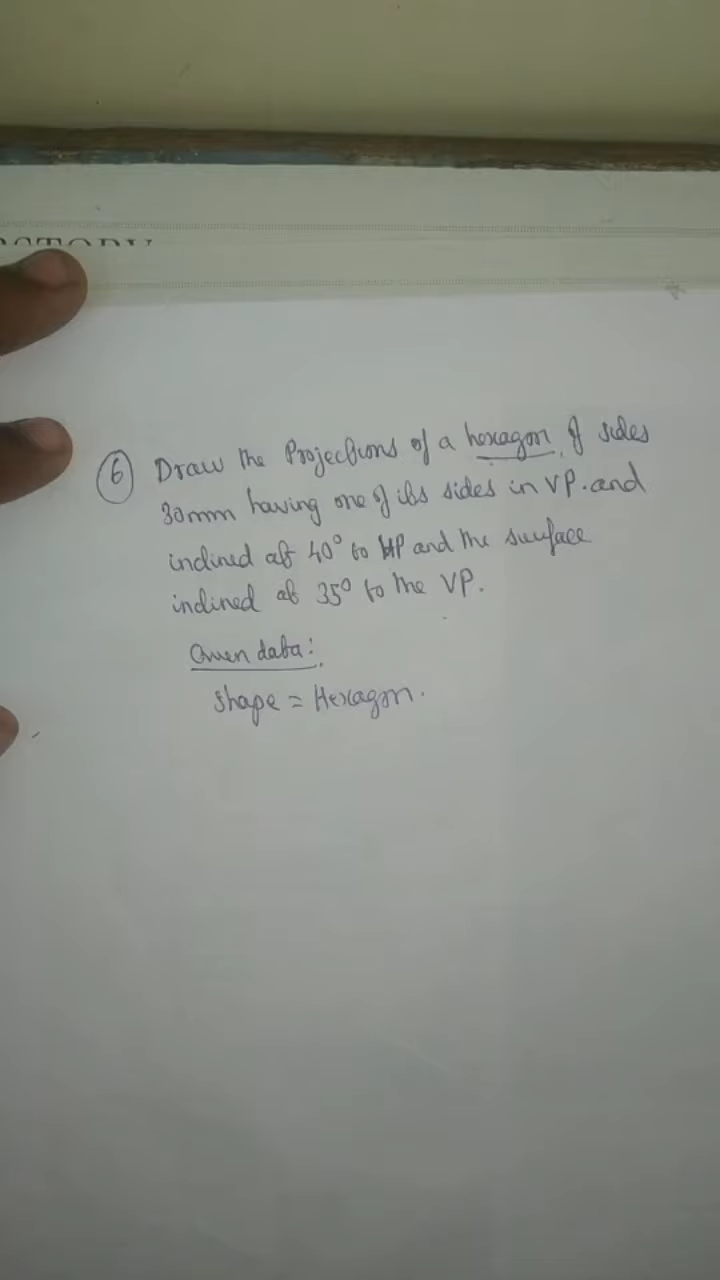 6 Draw the Projections of a hexagon of sides
30mm having one of its sides in VP. and
inclined at 40° to HP and the surface
inclined at 35° to the VP.
Given data:
shape = Hexagon.